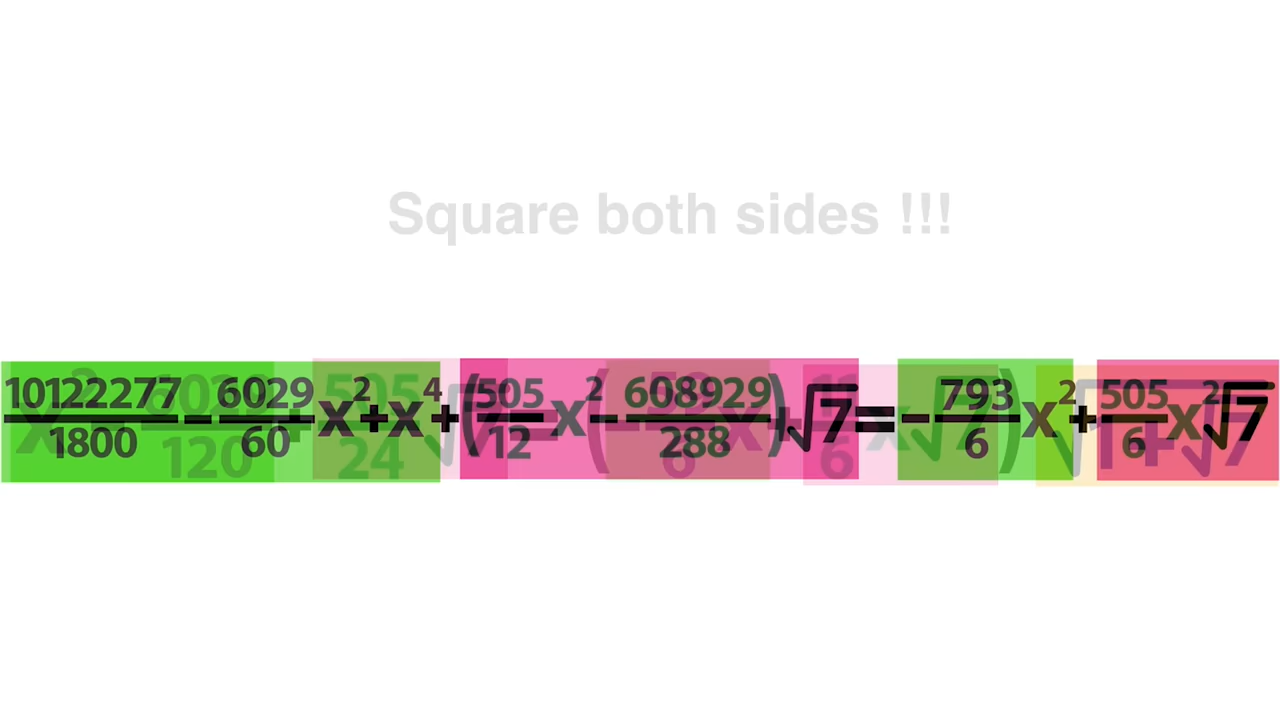 Square both sides !!!
10122277/1800 - 6029/60 x² + x⁴ + (505/12 x² - 608929/288) √7 = - 793/6 x² + 505/6 x² √7